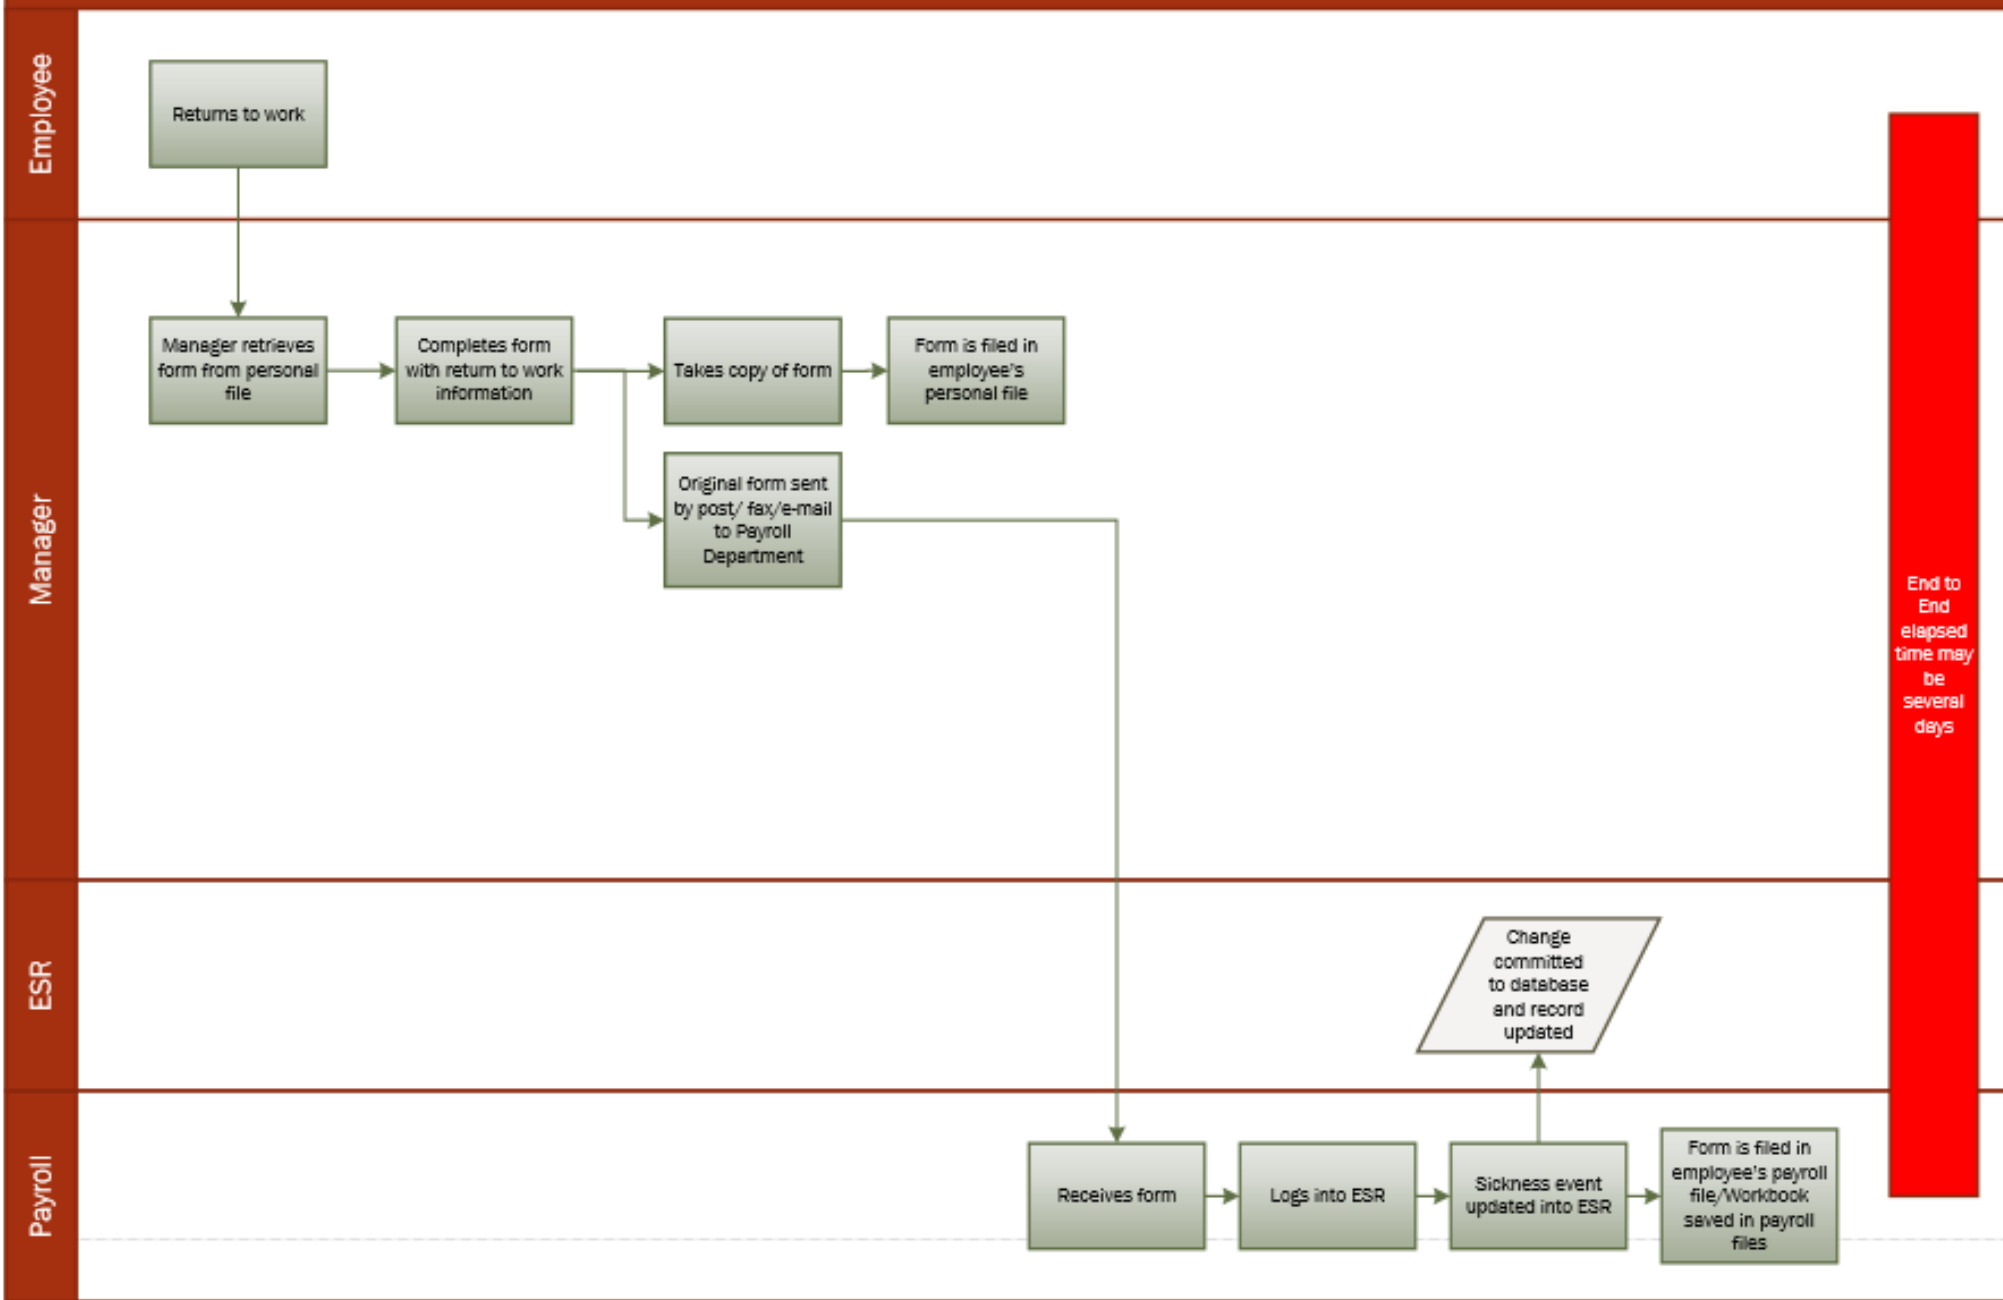 Employee
Returns to work
Manager
Manager retrieves
form from personal
file
Completes form
with return to work
information
Takes copy of form
Form is filed in
employee's
personal file
Original form sent
by post/ fax/e-mail
to Payroll
Department
End to
End
elapsed
time may
be
several
days
ESR
Change
committed
to database
and record
updated
Payroll
Receives form
Logs into ESR
Sickness event
updated into ESR
Form is filed in
employee's payroll
file/Workbook
saved in payroll
files